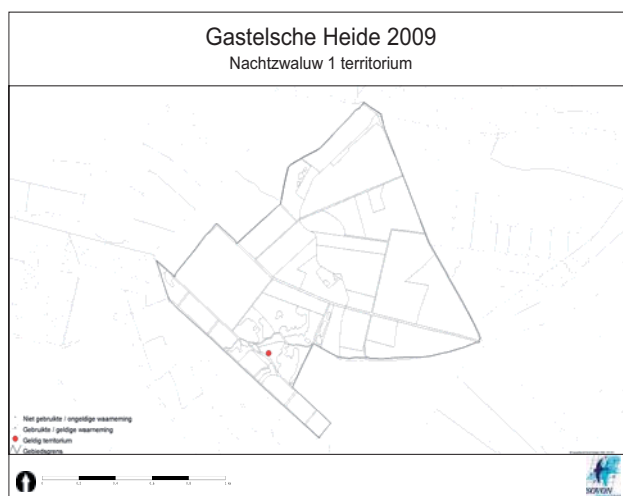 Gastelsche Heide 2009
Nachtzwaluw 1 territorium
Niet gebruikte / ongeldige waarneming
Gebruikte / geldige waarneming
Geldig territorium
Gebiedsgrens
SOVON